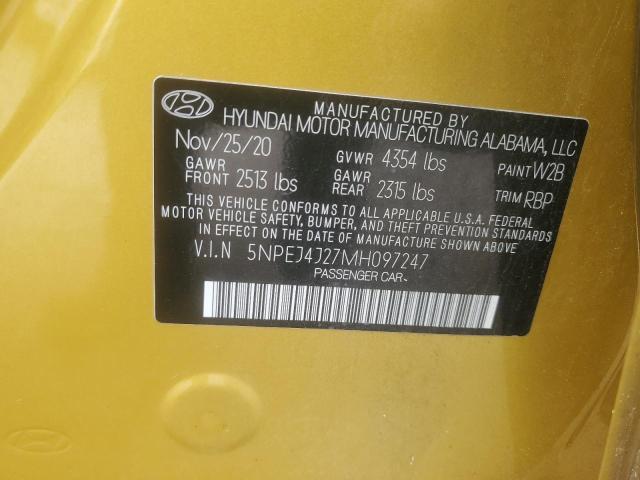 MANUFACTURED BY
HYUNDAI MOTOR MANUFACTURING ALABAMA, LLC
Nov/25/20 GVWR 4354 lbs PAINT W2B
GAWR FRONT 2513 lbs GAWR REAR 2315 lbs TRIM RBP
THIS VEHICLE CONFORMS TO ALL APPLICABLE U.S.A. FEDERAL
MOTOR VEHICLE SAFETY, BUMPER, AND THEFT PREVENTION STANDARDS
IN EFFECT ON THE DATE OF MANUFACTURE SHOWN ABOVE.
V.I.N 5NPEJ4J27MH097247
PASSENGER CAR